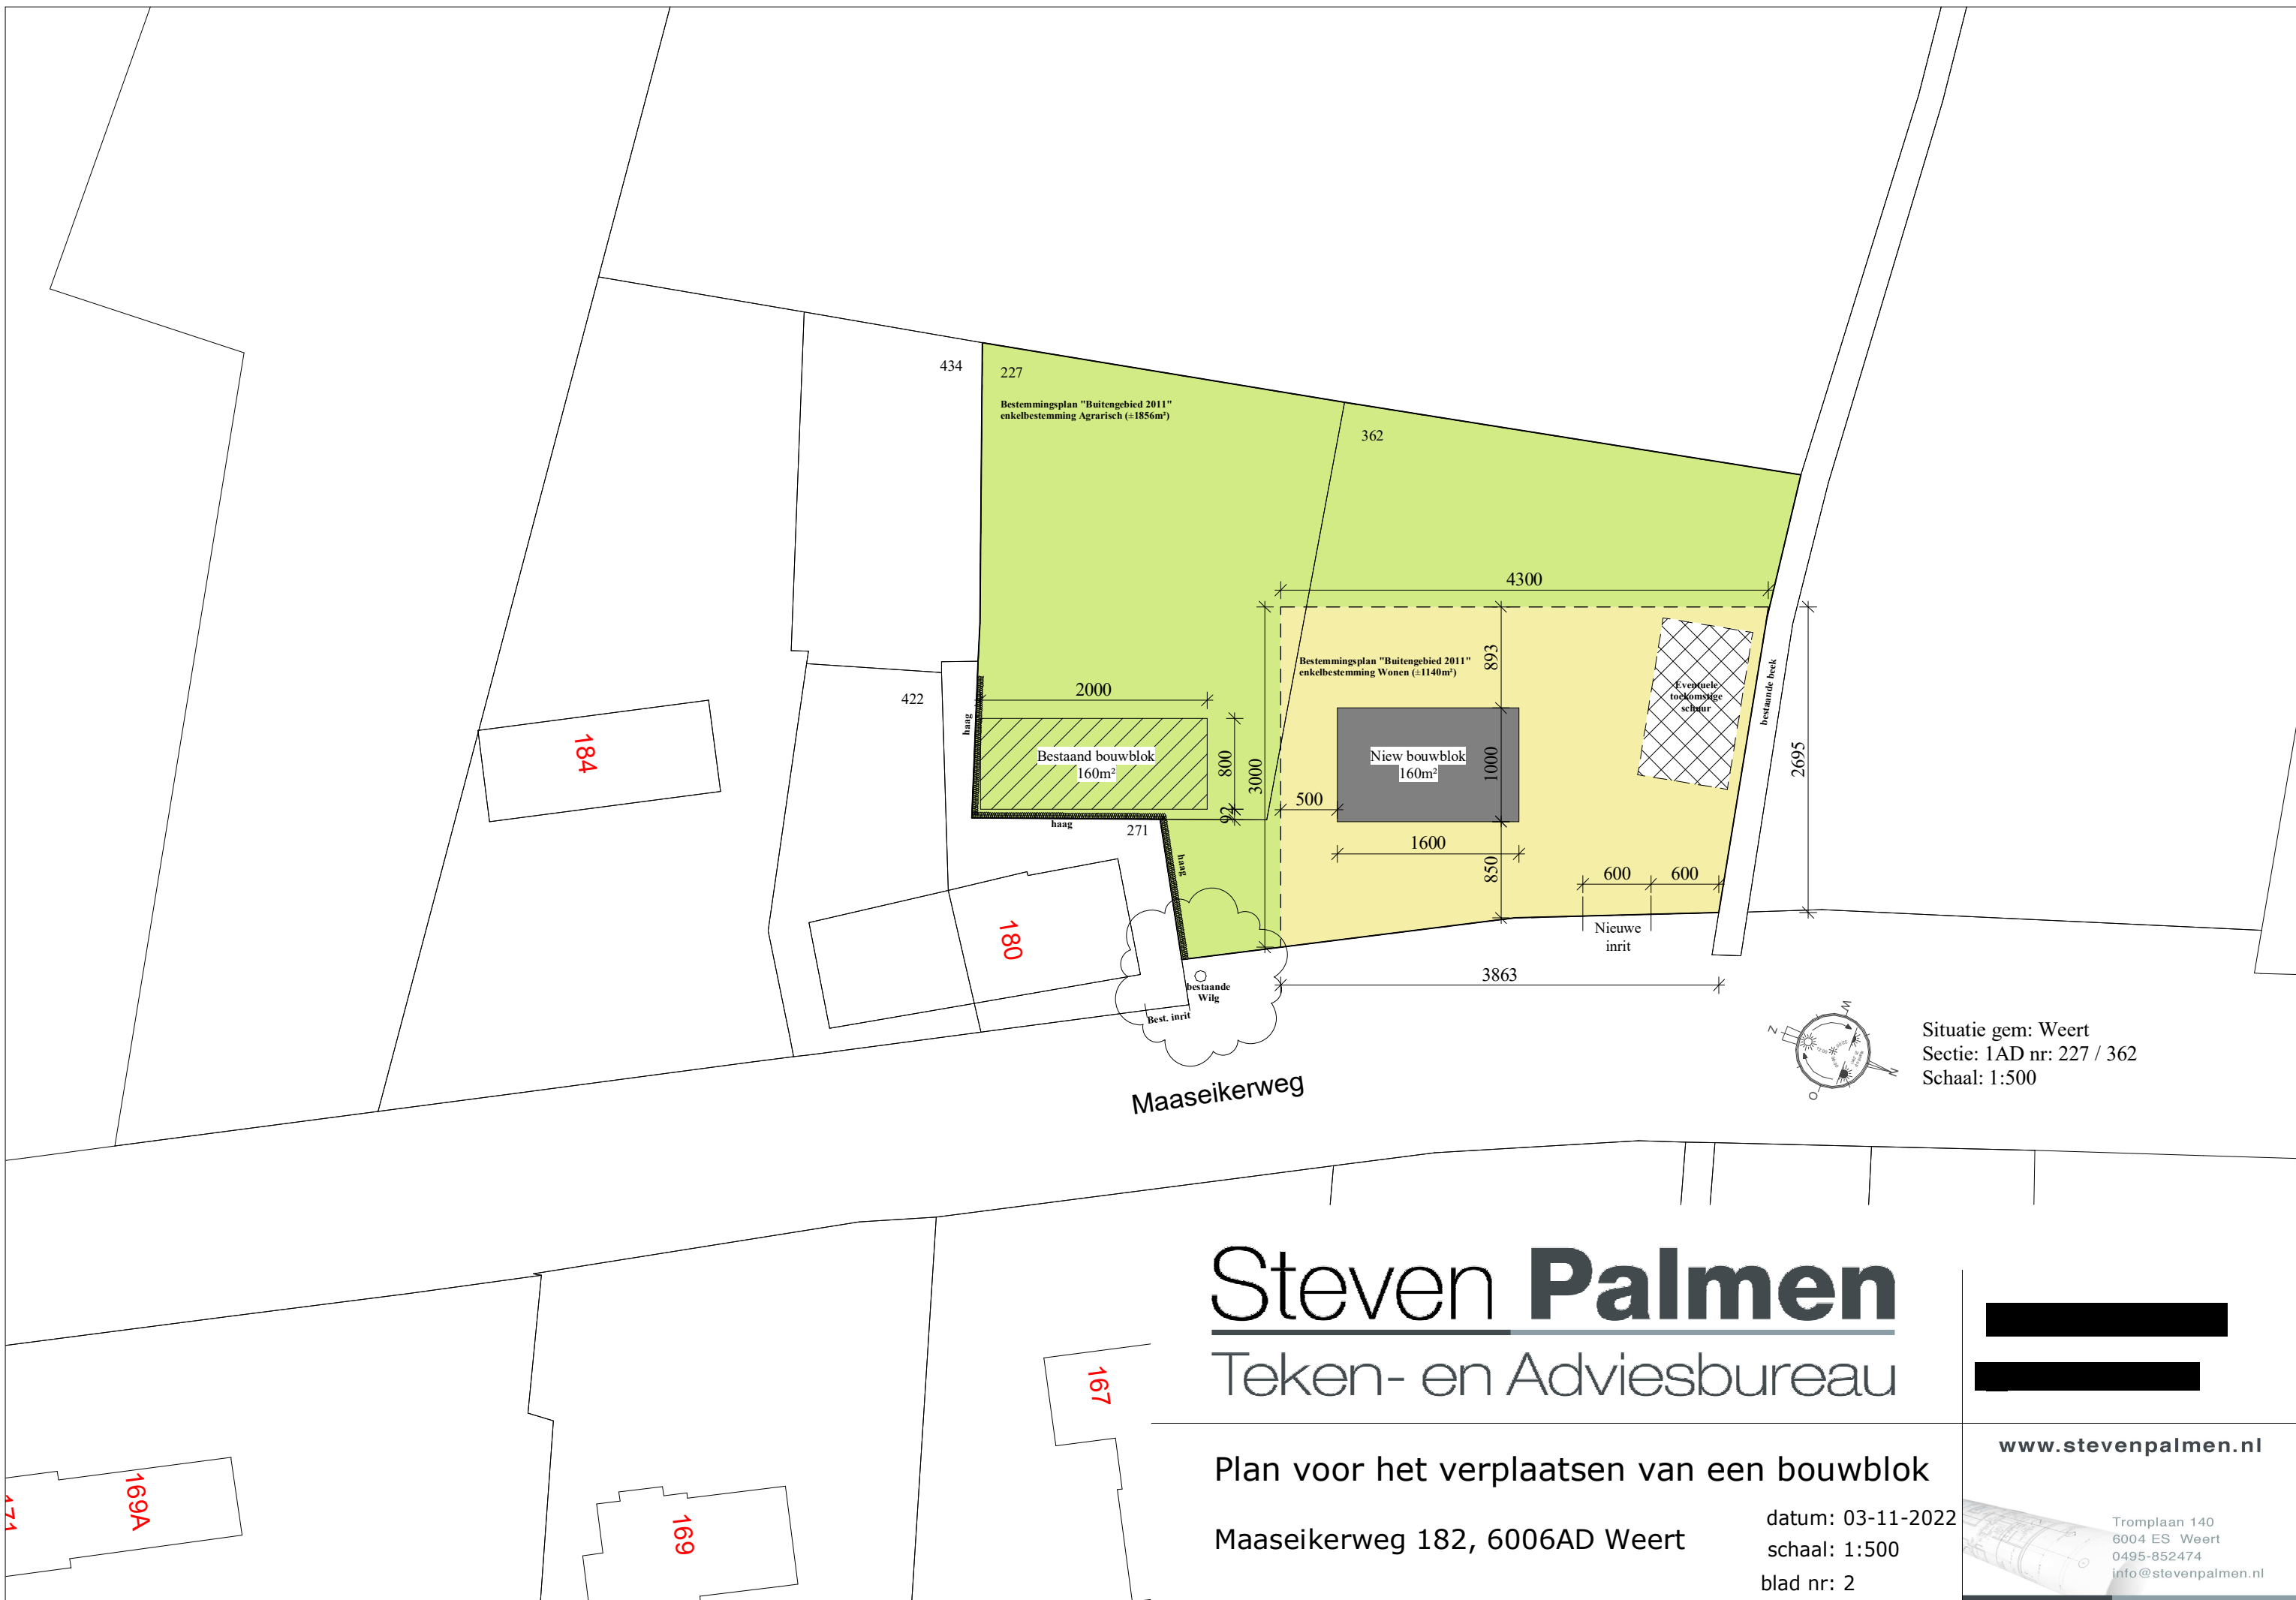 434
227
Bestemmingsplan "Buitengebied 2011"
enkelbestemming Agrarisch (±1856m²)
362
4300
Bestemmingsplan "Buitengebied 2011"
enkelbestemming Wonen (±1140m²)
893
Eventuele
toekomstige
schuur
bestaande beek
2695
422
haag
2000
Bestaand bouwblok
160m²
800
3000
92
500
Niew bouwblok
160m²
1000
1600
850
600
600
Nieuwe
inrit
3863
haag
271
haag
184
180
bestaande
Wilg
Best. inrit
Maaseikerweg
Z
W
N
O
Situatie gem: Weert
Sectie: 1AD nr: 227 / 362
Schaal: 1:500
171
169A
169
167
Steven Palmen
Teken- en Adviesbureau
Plan voor het verplaatsen van een bouwblok
Maaseikerweg 182, 6006AD Weert
datum: 03-11-2022
schaal: 1:500
blad nr: 2
www.stevenpalmen.nl
Tromplaan 140
6004 ES Weert
0495-852474
info@stevenpalmen.nl